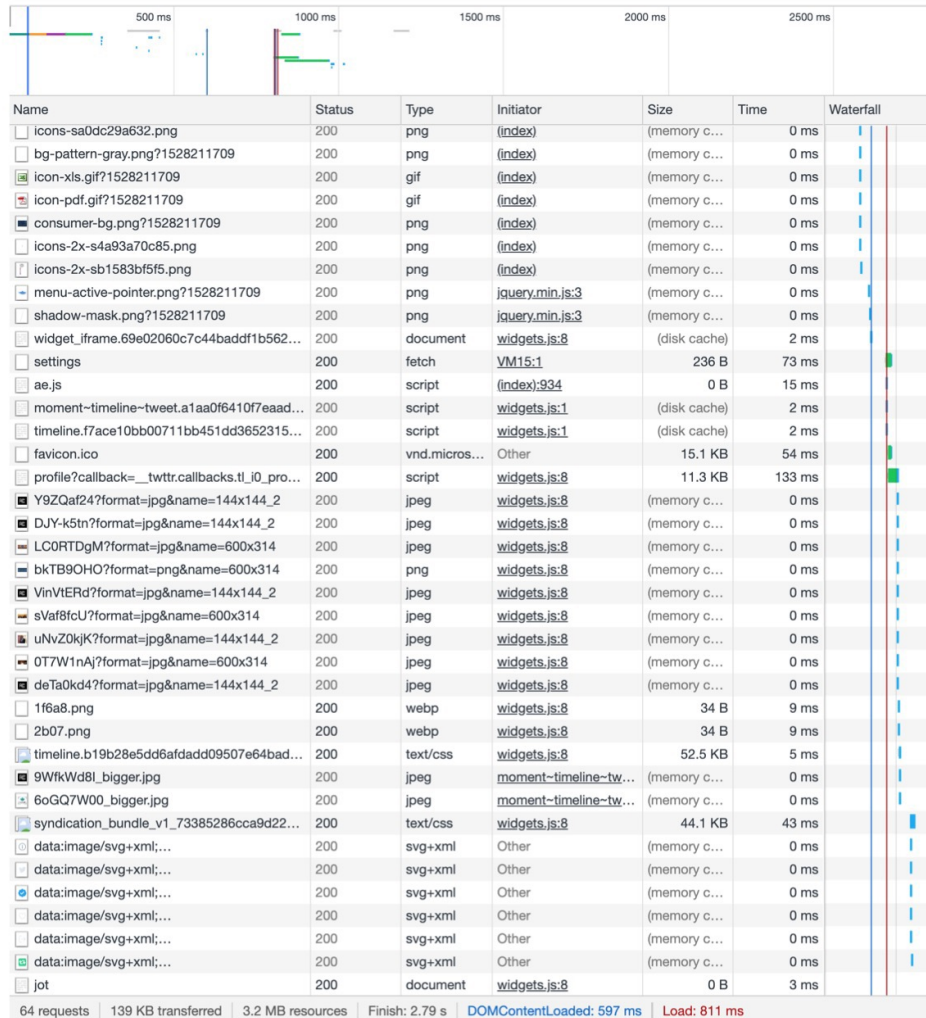 500 ms 1000 ms 1500 ms 2000 ms 2500 ms
Name Status Type Initiator Size Time Waterfall
icons-sa0dc29a632.png 200 png (index) (memory c... 0 ms
bg-pattern-gray.png?1528211709 200 png (index) (memory c... 0 ms
icon-xls.gif?1528211709 200 gif (index) (memory c... 0 ms
icon-pdf.gif?1528211709 200 gif (index) (memory c... 0 ms
consumer-bg.png?1528211709 200 png (index) (memory c... 0 ms
icons-2x-s4a93a70c85.png 200 png (index) (memory c... 0 ms
icons-2x-sb1583bf5f5.png 200 png (index) (memory c... 0 ms
menu-active-pointer.png?1528211709 200 png jquery.min.js:3 (memory c... 0 ms
shadow-mask.png?1528211709 200 png jquery.min.js:3 (memory c... 0 ms
widget_iframe.69e02060c7c44baddf1b562... 200 document widgets.js:8 (disk cache) 2 ms
settings 200 fetch VM15:1 236 B 73 ms
ae.js 200 script (index):934 0 B 15 ms
moment~timeline~tweet.a1aa0f6410f7eaad... 200 script widgets.js:1 (disk cache) 2 ms
timeline.f7ace10bb00711bb451dd3652315... 200 script widgets.js:1 (disk cache) 2 ms
favicon.ico 200 vnd.micros... Other 15.1 KB 54 ms
profile?callback=__twttr.callbacks.tl_i0_pro... 200 script widgets.js:8 11.3 KB 133 ms
Y9ZQaf24?format=jpg&name=144x144_2 200 jpeg widgets.js:8 (memory c... 0 ms
DJY-k5tn?format=jpg&name=144x144_2 200 jpeg widgets.js:8 (memory c... 0 ms
LC0RTDgM?format=jpg&name=600x314 200 jpeg widgets.js:8 (memory c... 0 ms
bkTB9OHO?format=png&name=600x314 200 png widgets.js:8 (memory c... 0 ms
VinVtERd?format=jpg&name=144x144_2 200 jpeg widgets.js:8 (memory c... 0 ms
sVaf8fcU?format=jpg&name=600x314 200 jpeg widgets.js:8 (memory c... 0 ms
uNvZ0kjK?format=jpg&name=144x144_2 200 jpeg widgets.js:8 (memory c... 0 ms
0T7W1nAj?format=jpg&name=600x314 200 jpeg widgets.js:8 (memory c... 0 ms
deTa0kd4?format=jpg&name=144x144_2 200 jpeg widgets.js:8 (memory c... 0 ms
1f6a8.png 200 webp widgets.js:8 34 B 9 ms
2b07.png 200 webp widgets.js:8 34 B 9 ms
timeline.b19b28e5dd6afdadd09507e64bad... 200 text/css widgets.js:8 52.5 KB 5 ms
9WfkWd8I_bigger.jpg 200 jpeg moment~timeline~tw... (memory c... 0 ms
6oGQ7W00_bigger.jpg 200 jpeg moment~timeline~tw... (memory c... 0 ms
syndication_bundle_v1_73385286cca9d22... 200 text/css widgets.js:8 44.1 KB 43 ms
data:image/svg+xml;... 200 svg+xml Other (memory c... 0 ms
data:image/svg+xml;... 200 svg+xml Other (memory c... 0 ms
data:image/svg+xml;... 200 svg+xml Other (memory c... 0 ms
data:image/svg+xml;... 200 svg+xml Other (memory c... 0 ms
data:image/svg+xml;... 200 svg+xml Other (memory c... 0 ms
data:image/svg+xml;... 200 svg+xml Other (memory c... 0 ms
jot 200 document widgets.js:8 0 B 3 ms
64 requests 139 KB transferred 3.2 MB resources Finish: 2.79 s DOMContentLoaded: 597 ms Load: 811 ms